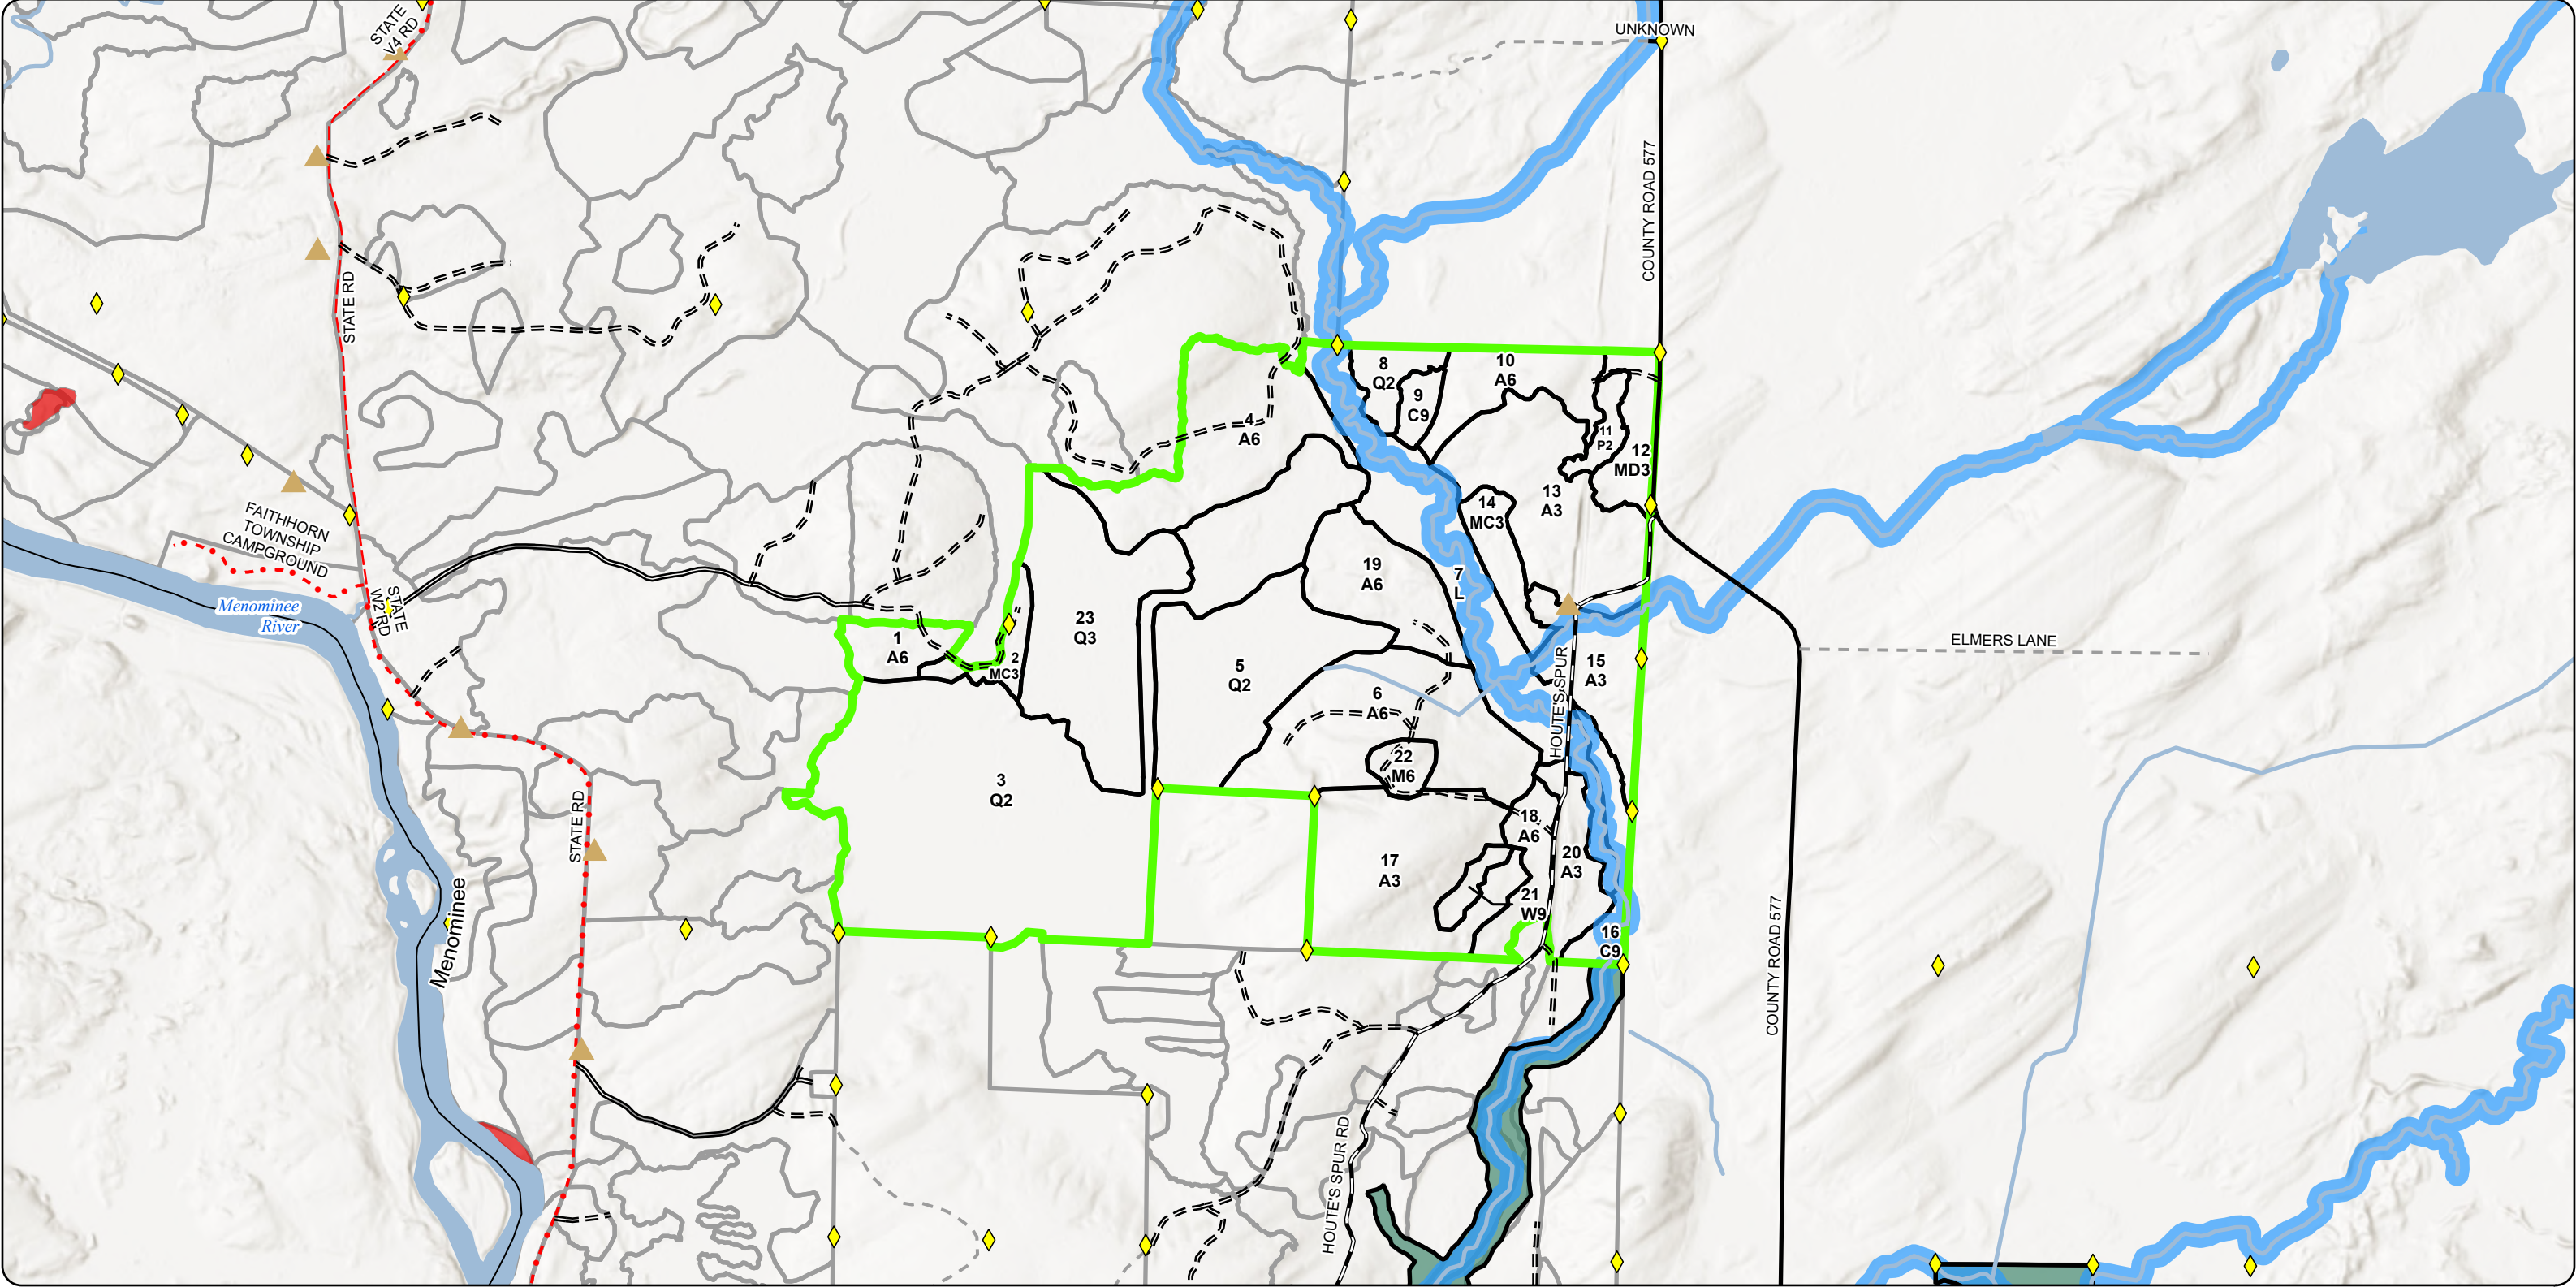 STATE
V4 RD
UNKNOWN
COUNTY ROAD 577
STATE RD
8
Q2
10
A6
9
C9
4
A6
11
P2
12
MD3
13
A3
14
MC3
FAITHHORN
TOWNSHIP
CAMPGROUND
19
A6
7
L
Menominee
River
STATE
W2 RD
1
A6
2
MC3
23
Q3
5
Q2
6
A6
HOUTE'S SPUR
15
A3
ELMERS LANE
22
M6
3
Q2
STATE RD
18
A6
17
A3
20
A3
21
W9
16
C9
Menominee
COUNTY ROAD 577
HOUTE'S SPUR RD